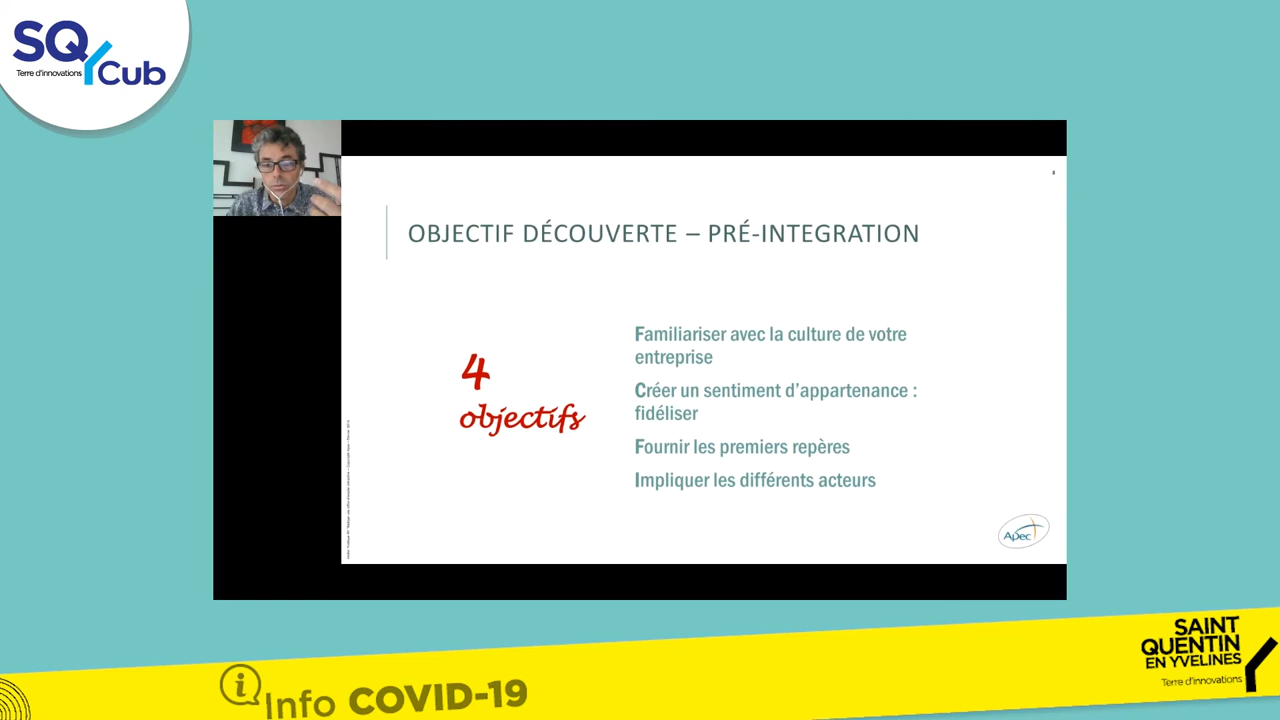 SQY Cub
Terre d'innovations
8
OBJECTIF DÉCOUVERTE – PRÉ-INTEGRATION
4
objectifs
Familiariser avec la culture de votre
entreprise
Créer un sentiment d'appartenance :
fidéliser
Fournir les premiers repères
Impliquer les différents acteurs
Apec
i
Info COVID-19
SAINT
QUENTIN
EN YVELINES
Terre d'innovations